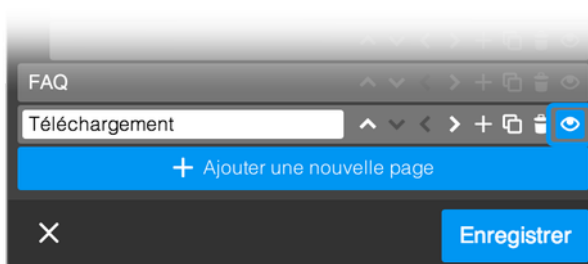 FAQ
Téléchargement
Ajouter une nouvelle page
Enregistrer